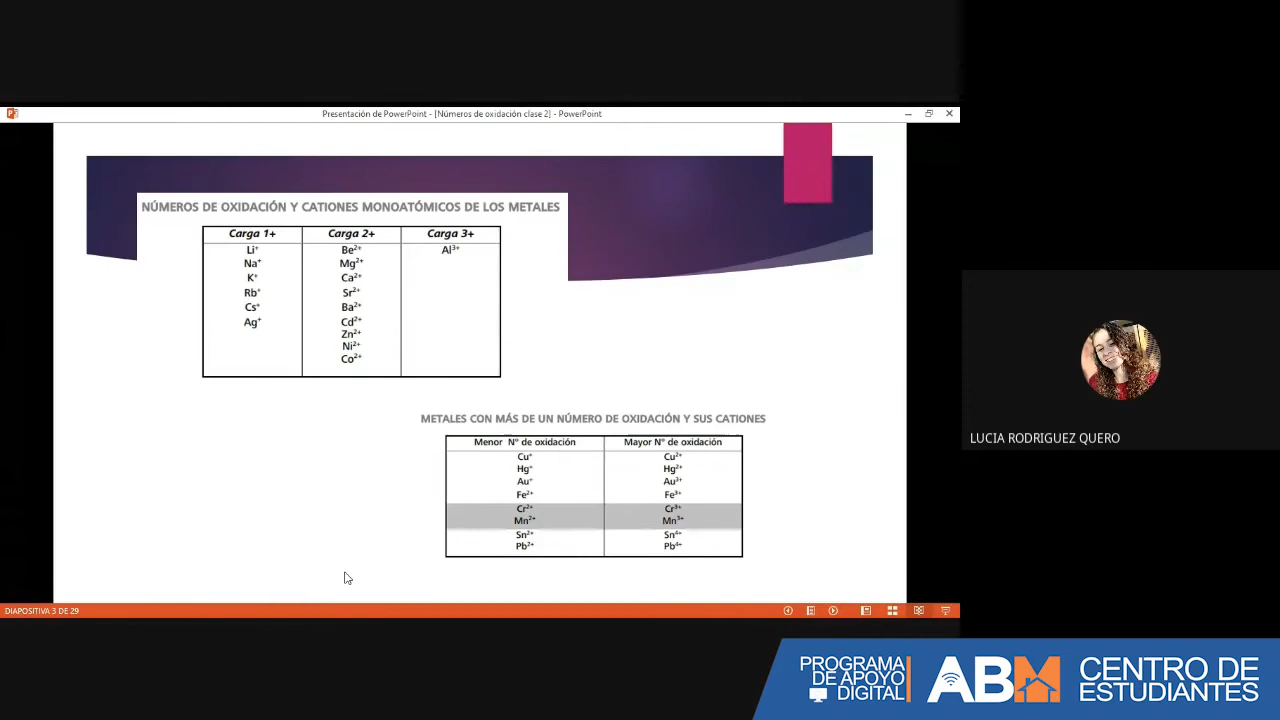 Presentación de PowerPoint - [Números de oxidación clase 2] - PowerPoint
NÚMEROS DE OXIDACIÓN Y CATIONES MONOATÓMICOS DE LOS METALES
Carga 1+ Carga 2+ Carga 3+
Li⁺ Be²⁺ Al³⁺
Na⁺ Mg²⁺
K⁺ Ca²⁺
Rb⁺ Sr²⁺
Cs⁺ Ba²⁺
Ag⁺ Cd²⁺
Zn²⁺
Ni²⁺
Co²⁺
METALES CON MÁS DE UN NÚMERO DE OXIDACIÓN Y SUS CATIONES
Menor N° de oxidación Mayor N° de oxidación
Cu⁺ Cu²⁺
Hg⁺ Hg²⁺
Au⁺ Au³⁺
Fe²⁺ Fe³⁺
Cr²⁺ Cr³⁺
Mn²⁺ Mn³⁺
Sn²⁺ Sn⁴⁺
Pb²⁺ Pb⁴⁺
DIAPOSITIVA 3 DE 29
LUCIA RODRIGUEZ QUERO
PROGRAMA
DE APOYO
DIGITAL
ABM
CENTRO DE
ESTUDIANTES